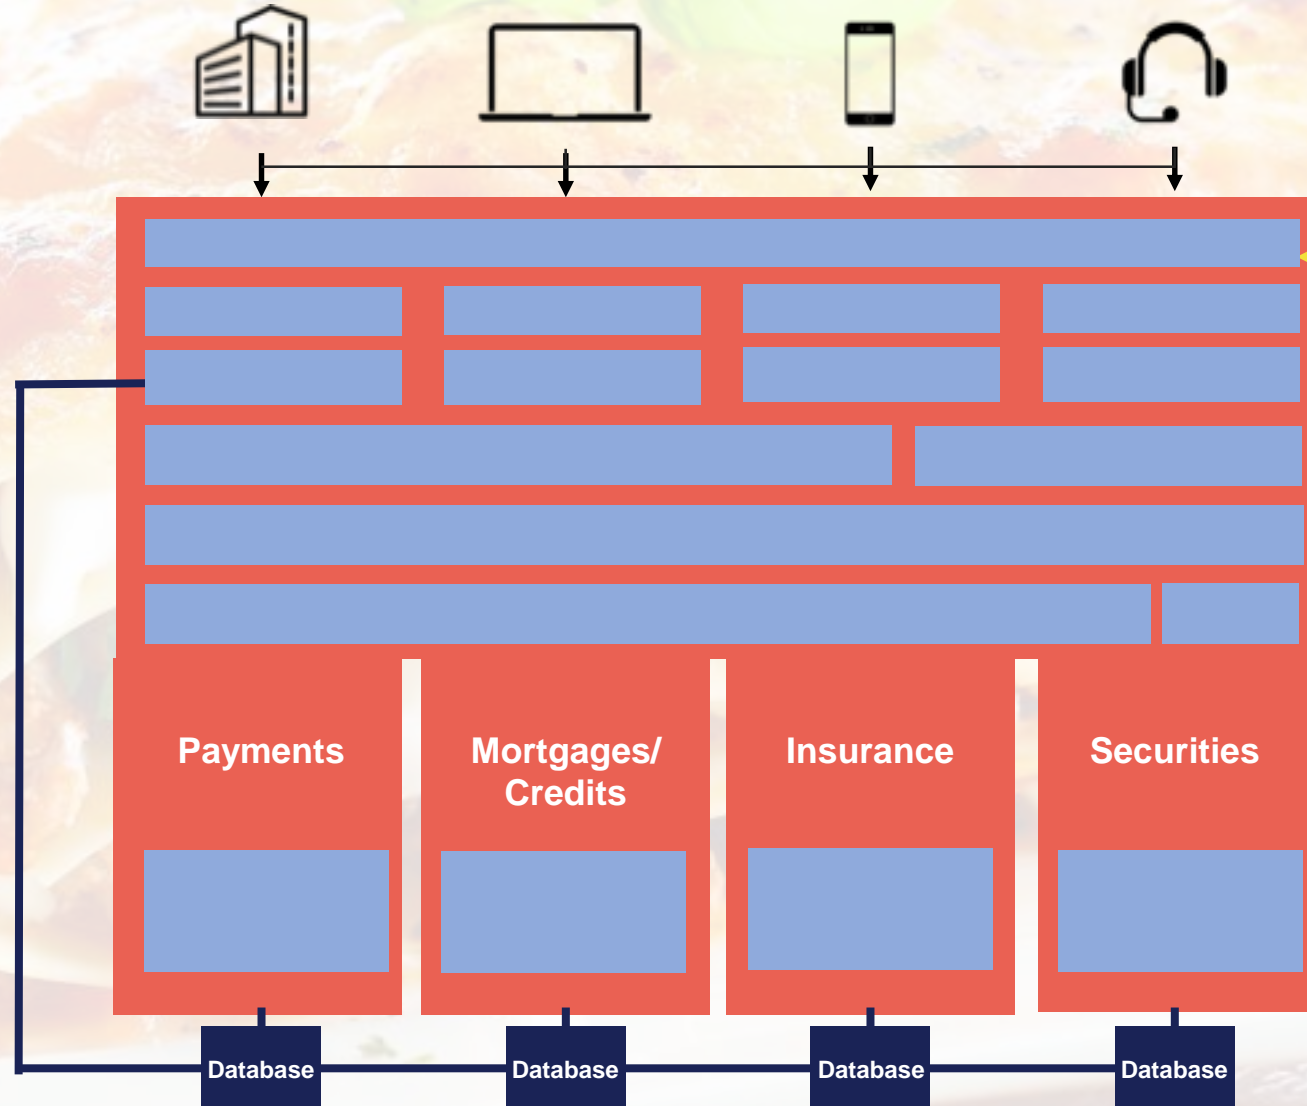 Payments
Mortgages/
Credits
Insurance
Securities
Database
Database
Database
Database